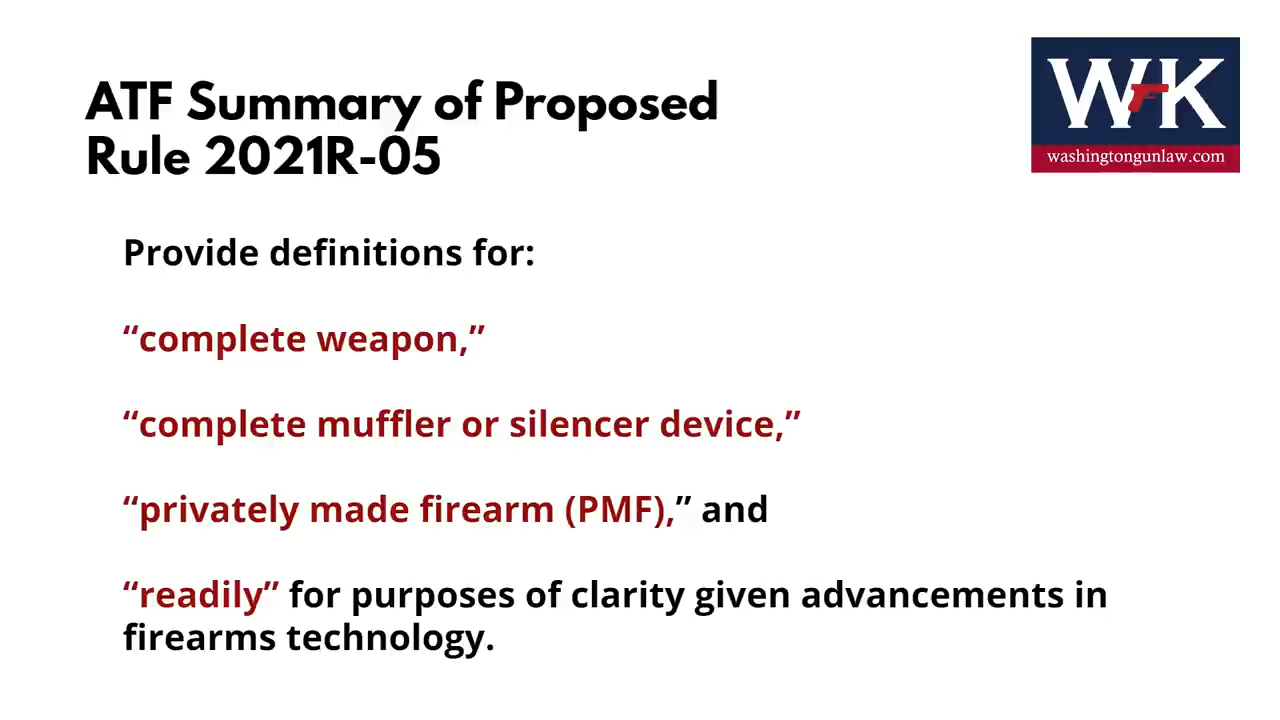 ATF Summary of Proposed
Rule 2021R-05
WK
washingtongunlaw.com
Provide definitions for:
“complete weapon,”
“complete muffler or silencer device,”
“privately made firearm (PMF),” and
“readily” for purposes of clarity given advancements in
firearms technology.